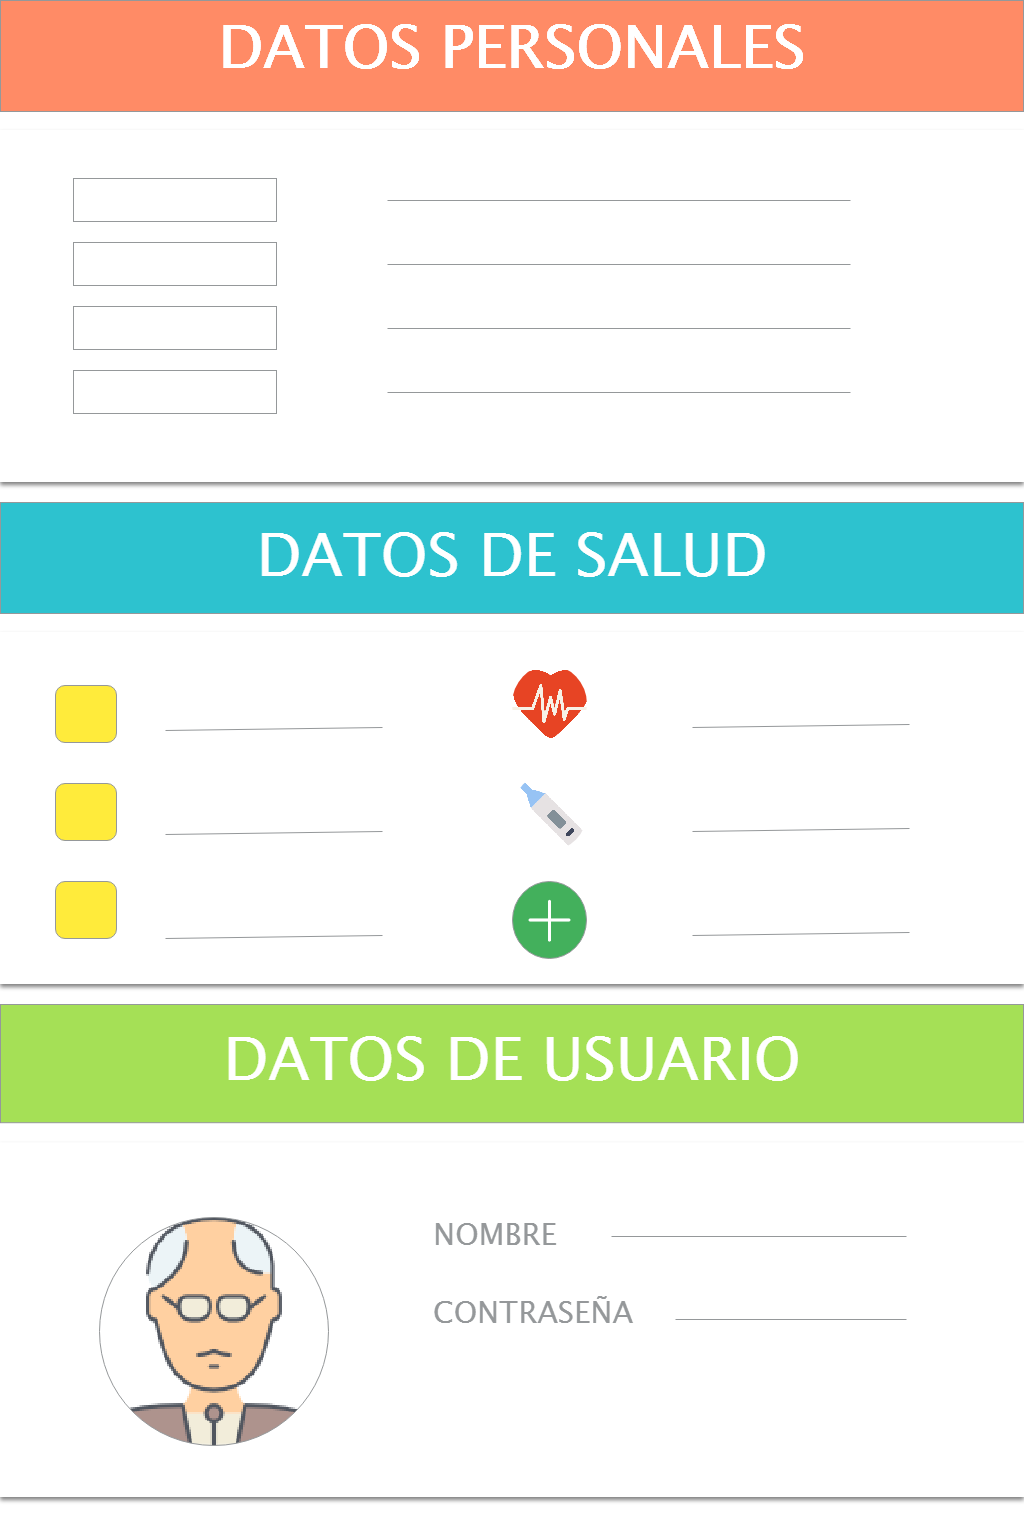 DATOS PERSONALES
DATOS DE SALUD
DATOS DE USUARIO
NOMBRE
CONTRASEÑA